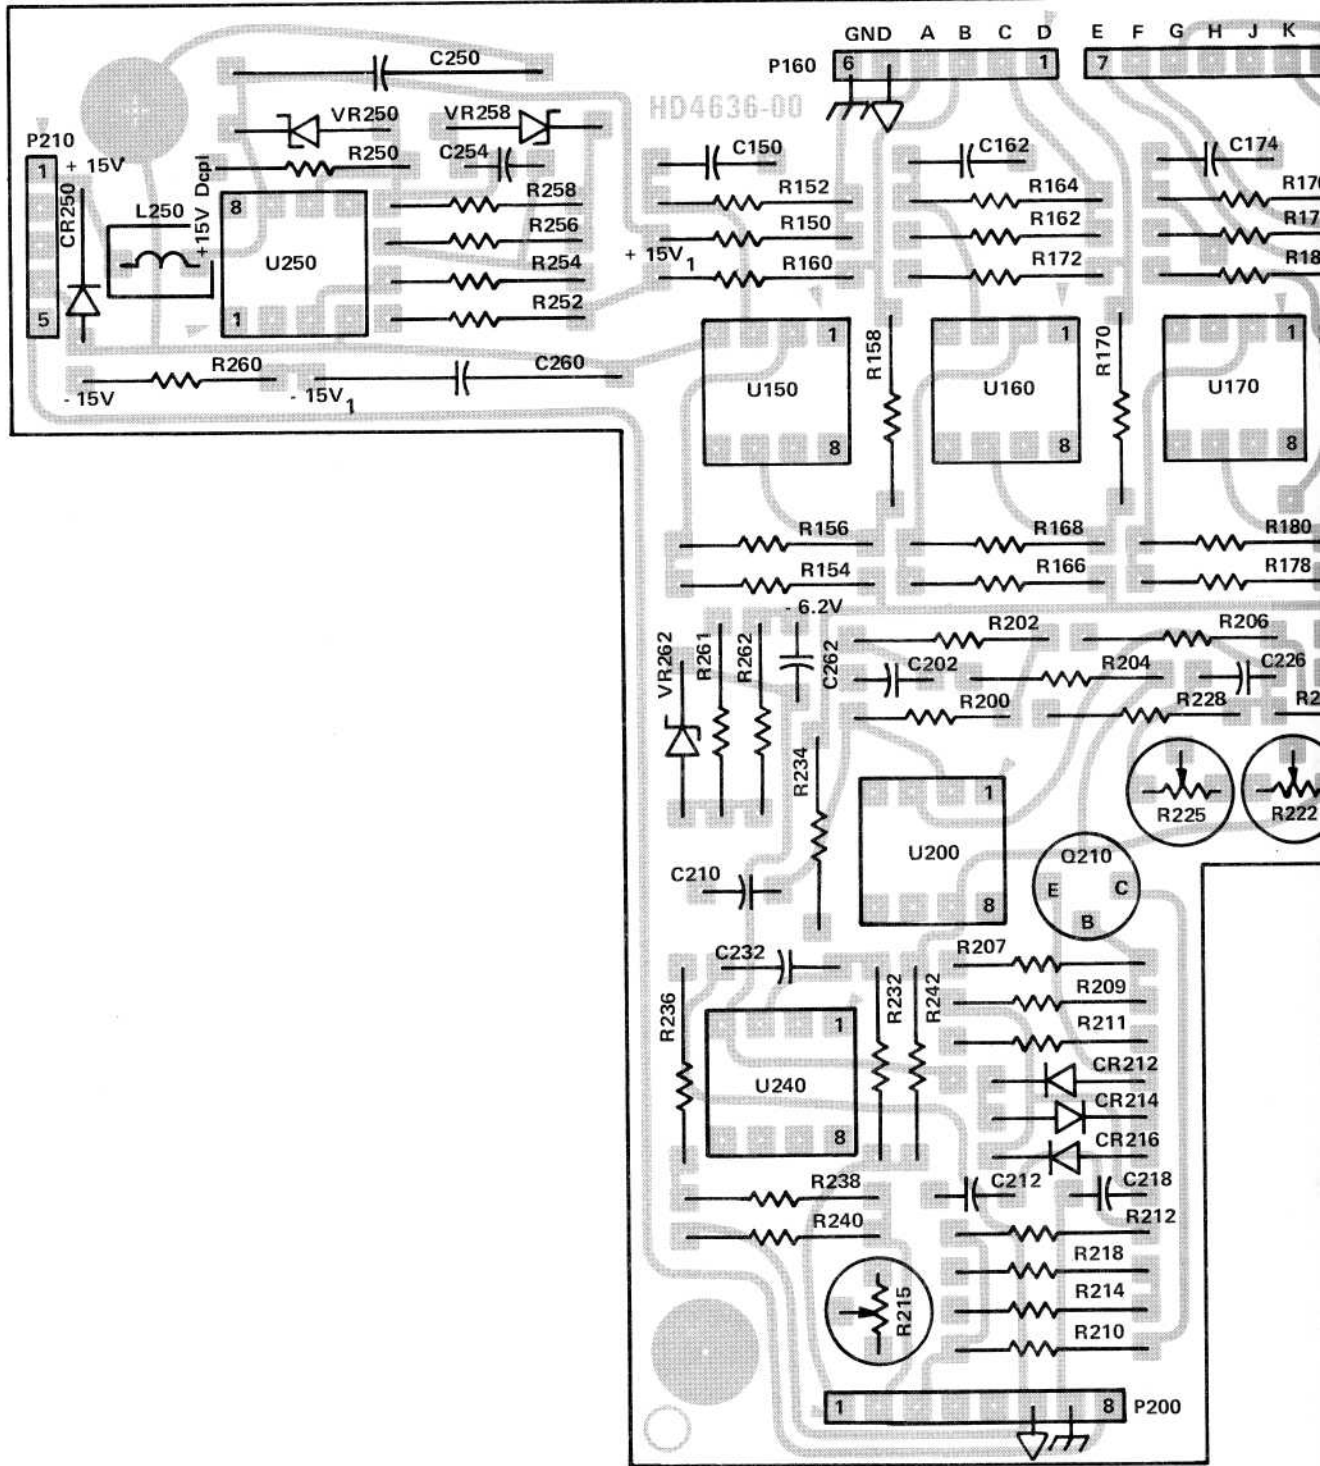 GND A B C D E F G H J K
P160 6 1 7
C250
HD4636-00
VR250 VR258
P210
1 + 15V
R250 C254 C150 C162 C174
CR250 L250 +15V Dcpl 8
R258 R152 R164
R256 R150 R162
U250
R254 + 15V1 R160 R172
R252
5 1
R260 C260
- 15V - 15V1
R158 R170
1 1 1
U150 U160 U170
8 8 8
R156 R168 R180
R154 R166 R178
- 6.2V
VR262 R261 R262 C262
R202 R206
C202 R204 C226
R200 R228
R234
1
R225 R222
U200
Q210
C210
E C
8 B
C232 R207
R236 R232 R242
R209
1 R211
CR212
U240
CR214
8 CR216
R238 C212 C218
R240 R212
R218
R215 R214
R210
1 8 P200